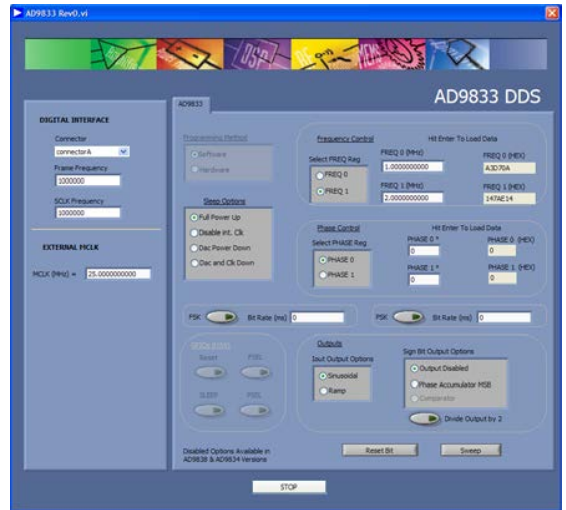 AD9833 Rev0.vi
AD9833 DDS
DIGITAL INTERFACE
Connector
connectorA
Frame Frequency
1000000
SCLK Frequency
1000000
EXTERNAL MCLK
MCLK (MHz) = 25.0000000000
AD9833
Programming Method
Software
Hardware
Sleep Options
Full Power Up
Disable int. Clk
Dac Power Down
Dac and Clk Down
Frequency Control
Hit Enter To Load Data
Select FREQ Reg
FREQ 0
FREQ 1
FREQ 0 (MHz)
1.0000000000
FREQ 0 (HEX)
A3D70A
FREQ 1 (MHz)
2.0000000000
FREQ 1 (HEX)
147AE14
Phase Control
Hit Enter To Load Data
Select PHASE Reg
PHASE 0
PHASE 1
PHASE 0 °
0
PHASE 0 (HEX)
0
PHASE 1 °
0
PHASE 1 (HEX)
0
FSK
Bit Rate (ms) 0
PSK
Bit Rate (ms) 0
Reset
FSEL
SLEEP
PSEL
Outputs
Iout Output Options
Sinusoidal
Ramp
Sign Bit Output Options
Output Disabled
Phase Accumulator MSB
Comparator
Divide Output by 2
Disabled Options Available in
AD9838 & AD9834 Versions
Reset Bit
Sweep
STOP